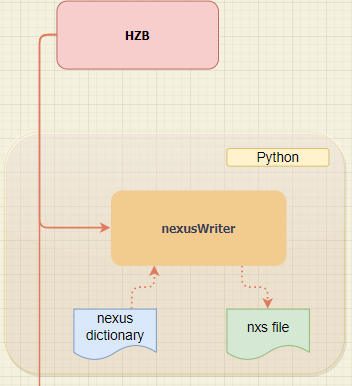 HZB
Python
nexusWriter
nexus
dictionary
nxs file